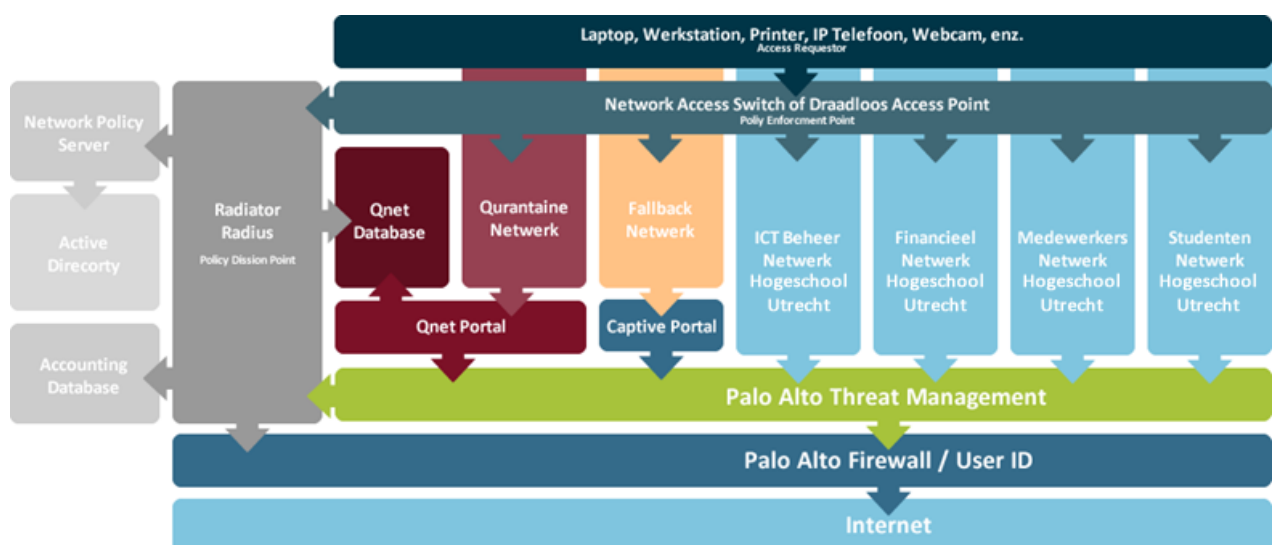 Laptop, Werkstation, Printer, IP Telefoon, Webcam, enz.
Access Requestor
Network Access Switch of Draadloos Access Point
Poliy Enforcment Point
Network Policy
Server
Active
Direcorty
Accounting
Database
Radiator
Radius
Policy Dission Point
Qnet
Database
Qurantaine
Netwerk
Fallback
Netwerk
ICT Beheer
Netwerk
Hogeschool
Utrecht
Financieel
Netwerk
Hogeschool
Utrecht
Medewerkers
Netwerk
Hogeschool
Utrecht
Studenten
Netwerk
Hogeschool
Utrecht
Qnet Portal
Captive Portal
Palo Alto Threat Management
Palo Alto Firewall / User ID
Internet